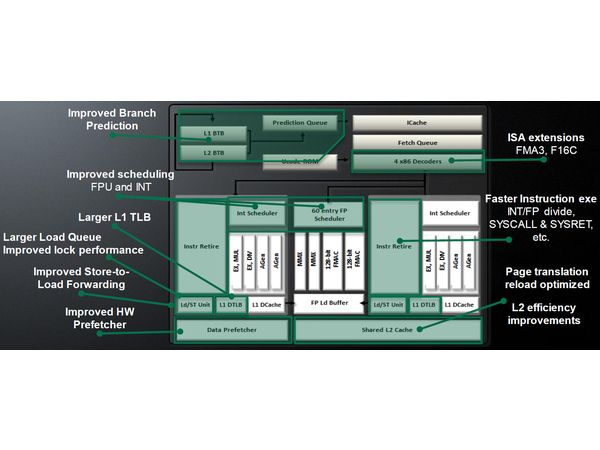 Improved Branch
Prediction
Improved scheduling
FPU and INT
Larger L1 TLB
Larger Load Queue
Improved lock performance
Improved Store-to-
Load Forwarding
Improved HW
Prefetcher
L1 BTB
L2 BTB
Prediction Queue
Ucode ROM
ICache
Fetch Queue
4 x86 Decoders
Instr Retire
Int Scheduler
EX, MUL
EX, DIV
AGen
AGen
Ld/ST Unit
L1 DTLB
L1 DCache
60 entry FP
Scheduler
MMX
MMX
128-bit
FMAC
128-bit
FMAC
FP Ld Buffer
Instr Retire
Int Scheduler
EX, MUL
EX, DIV
AGen
AGen
Ld/ST Unit
L1 DTLB
L1 DCache
Data Prefetcher
Shared L2 Cache
ISA extensions
FMA3, F16C
Faster Instruction exe
INT/FP divide,
SYSCALL & SYSRET,
etc.
Page translation
reload optimized
L2 efficiency
improvements